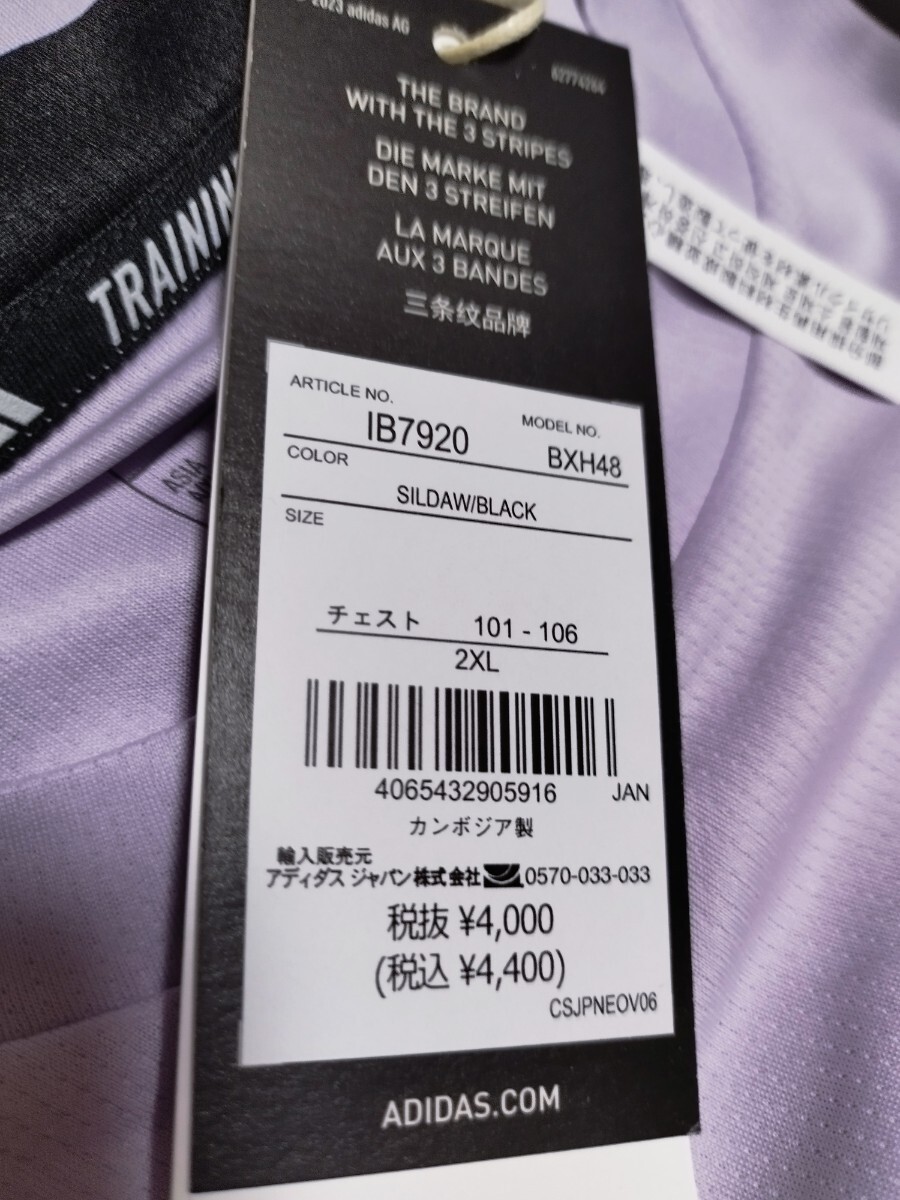 © 2023 adidas AG
THE BRAND
WITH THE 3 STRIPES
DIE MARKE MIT
DEN 3 STREIFEN
LA MARQUE
AUX 3 BANDES
三条纹品牌
ARTICLE NO.
IB7920
MODEL NO.
BXH48
COLOR
SILDAW/BLACK
SIZE
チェスト 101 - 106
2XL
4065432905916 JAN
カンボジア製
輸入販売元
アディダス ジャパン株式会社 0570-033-033
税抜 ¥4,000
(税込 ¥4,400)
CSJPNEOV06
ADIDAS.COM
TRAININ
ASIA